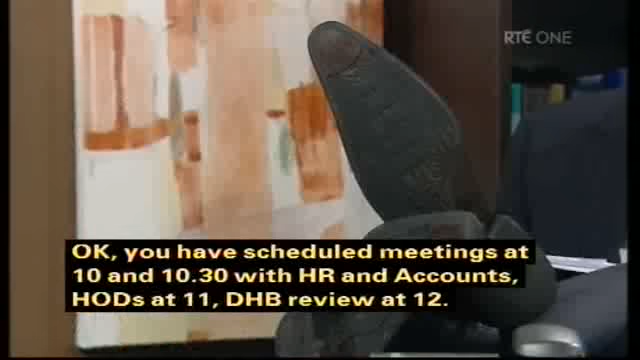 RTÉ ONE
OK, you have scheduled meetings at
10 and 10.30 with HR and Accounts,
HODs at 11, DHB review at 12.